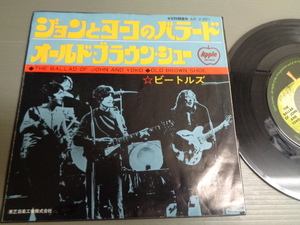 ジョンとヨーコのバラード
オールド・ブラウン・シュー
Apple
★THE BALLAD OF JOHN AND YOKO ★OLD BROWN SHOE
☆ビートルズ
東芝音楽工業株式会社